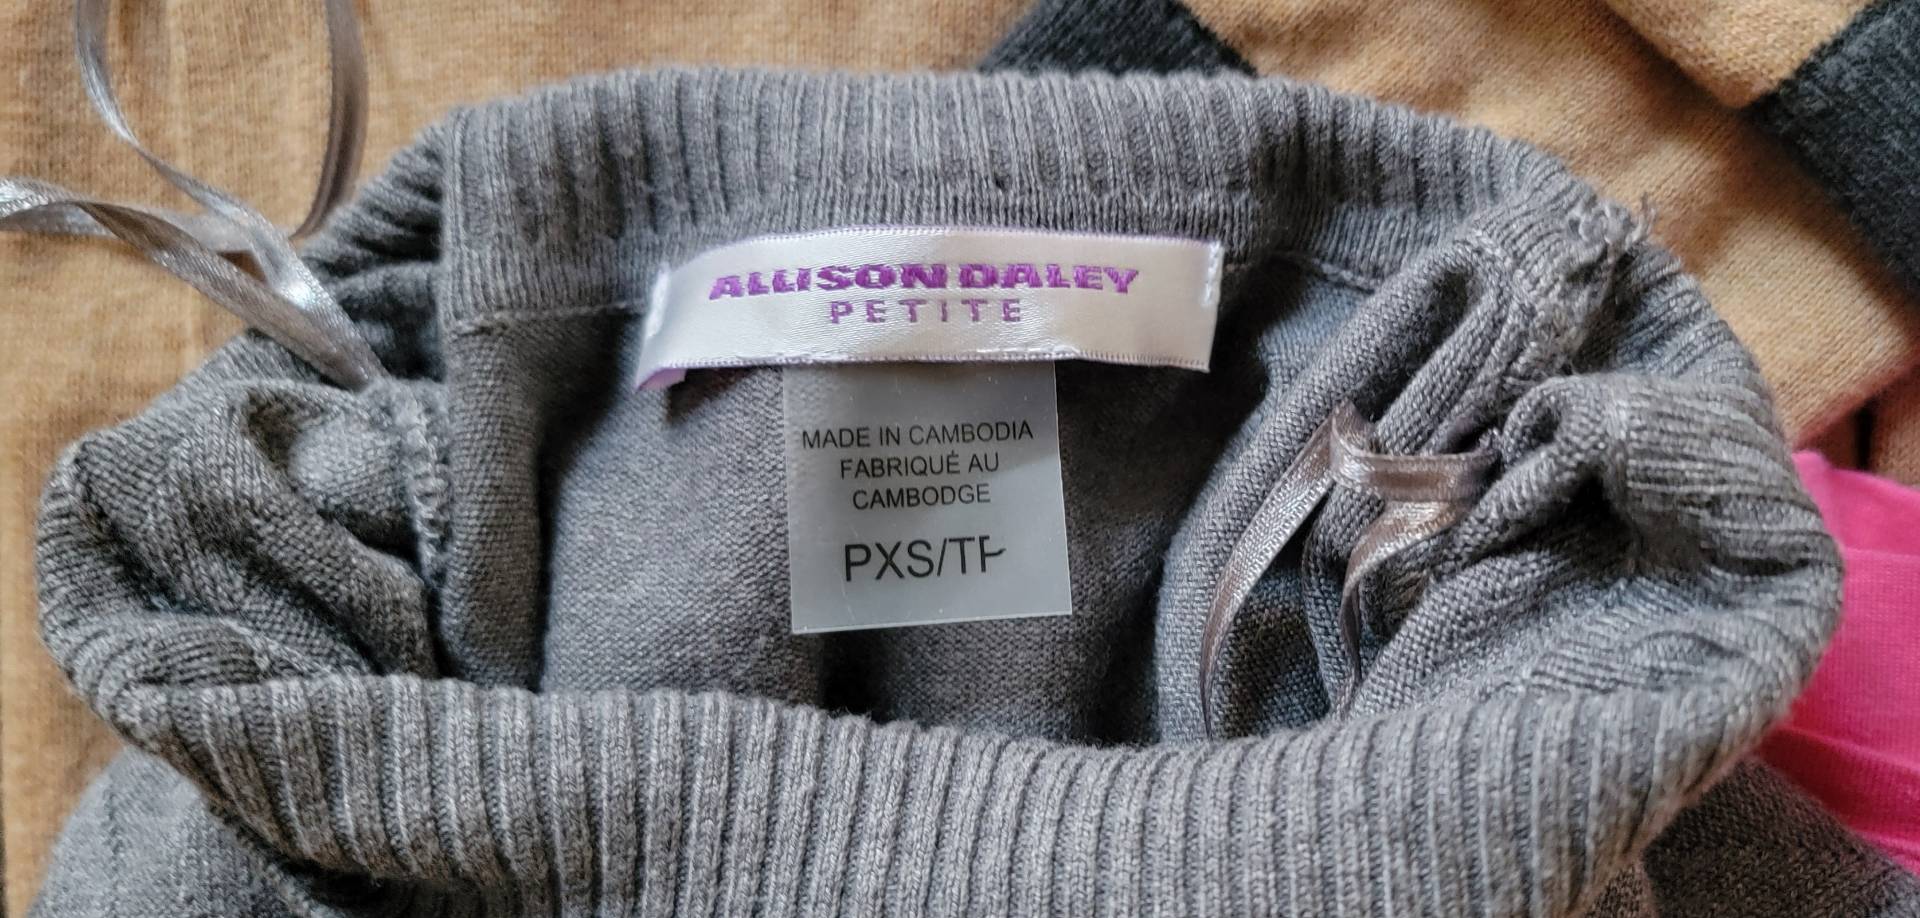 ALLISON DALEY
PETITE
MADE IN CAMBODIA
FABRIQUÉ AU
CAMBODGE
PXS/TP